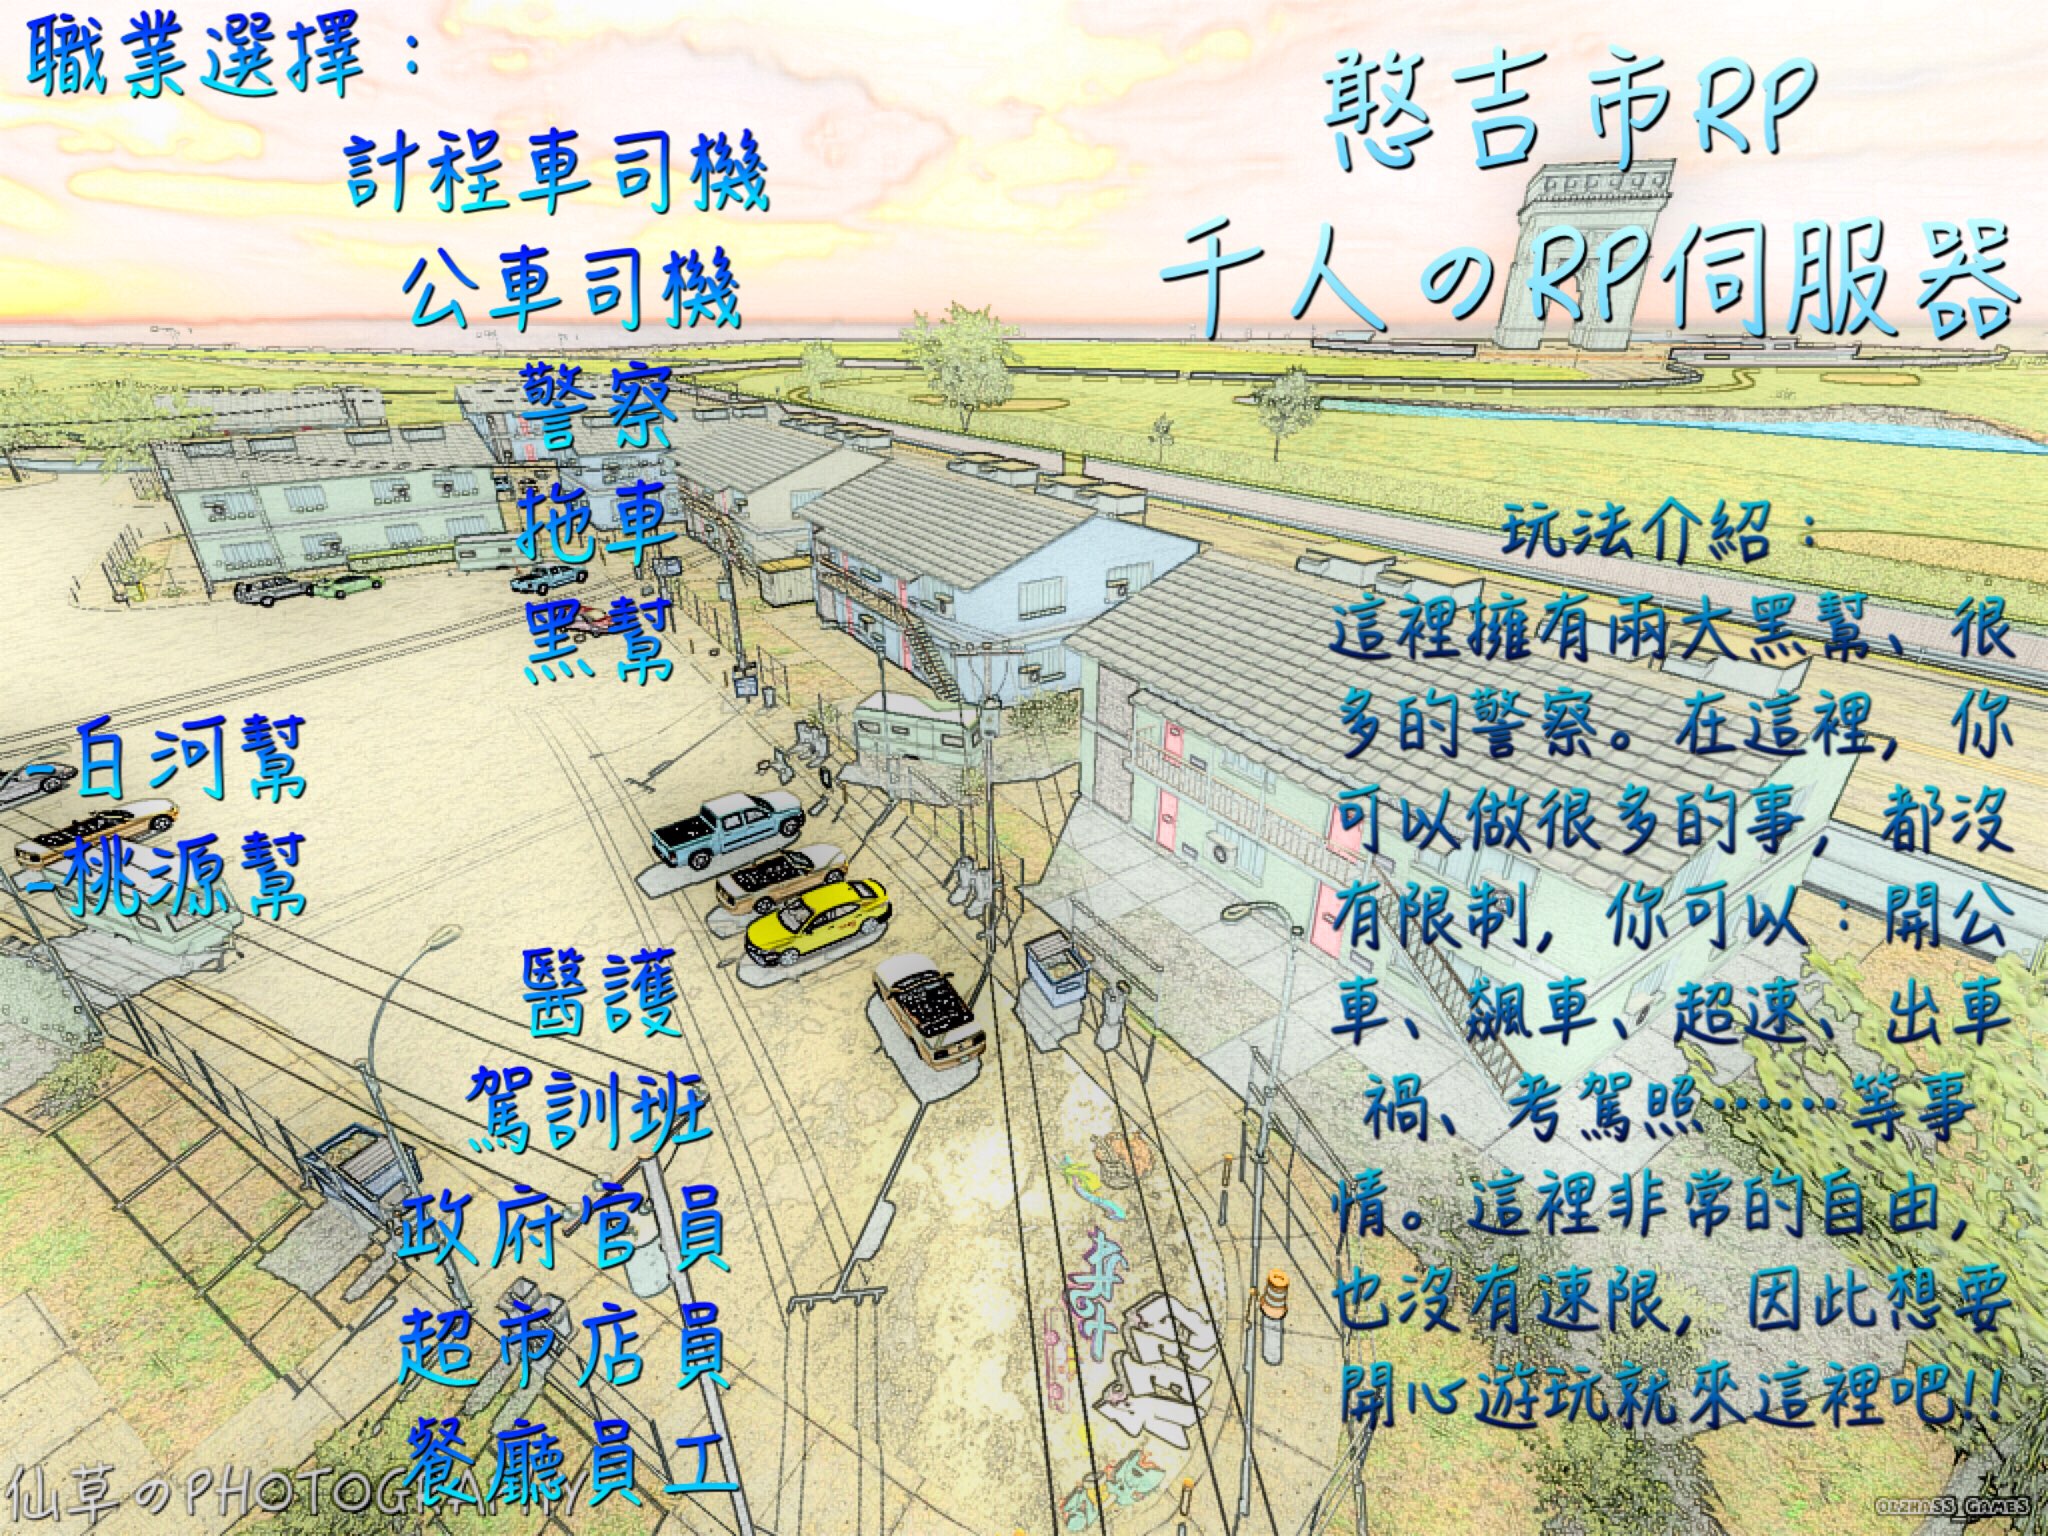 職業選擇：
計程車司機
公車司機
警察
拖車
黑幫
-白河幫
-桃源幫
醫護
駕訓班
政府官員
超市店員
餐廳員工
憨吉市RP
千人のRP伺服器
玩法介紹：
這裡擁有兩大黑幫、很
多的警察。在這裡，你
可以做很多的事，都沒
有限制，你可以：開公
車、飆車、超速、出車
禍、考駕照……等事
情。這裡非常的自由，
也沒有速限，因此想要
開心遊玩就來這裡吧!!
仙草のPHOTOGRAPHY
OL2HASS_GAMES